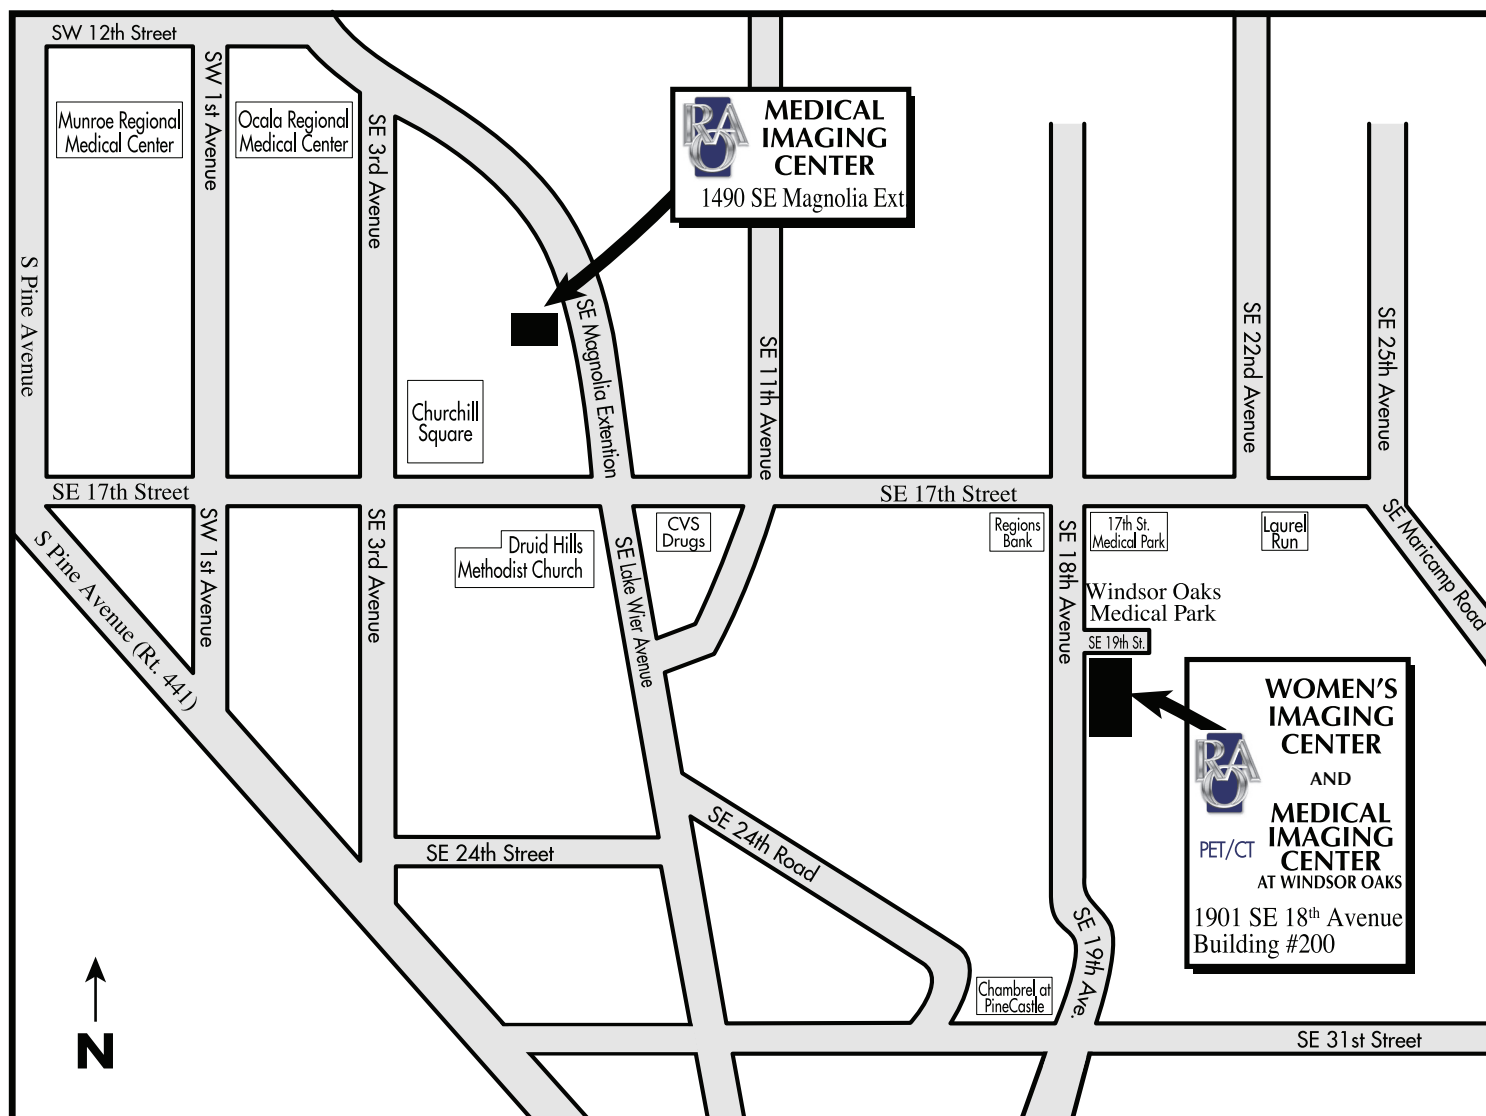 SW 12th Street
SW 1st Avenue
Munroe Regional
Medical Center
Ocala Regional
Medical Center
SE 3rd Avenue
RAO
MEDICAL
IMAGING
CENTER
1490 SE Magnolia Ext.
S Pine Avenue
SE Magnolia Extention
SE 11th Avenue
SE 22nd Avenue
SE 25th Avenue
Churchill
Square
SE 17th Street
SE 17th Street
S Pine Avenue (Rt. 441)
SW 1st Avenue
SE 3rd Avenue
Druid Hills
Methodist Church
SE Lake Wier Avenue
CVS
Drugs
Regions
Bank
SE 18th Avenue
17th St.
Medical Park
Laurel
Run
SE Maricamp Road
Windsor Oaks
Medical Park
SE 19th St.
WOMEN'S
IMAGING
CENTER
AND
RAO
MEDICAL
IMAGING
CENTER
PET/CT
AT WINDSOR OAKS
1901 SE 18th Avenue
Building #200
SE 24th Street
SE 24th Road
SE 19th Ave.
Chambrel at
PineCastle
SE 31st Street
N